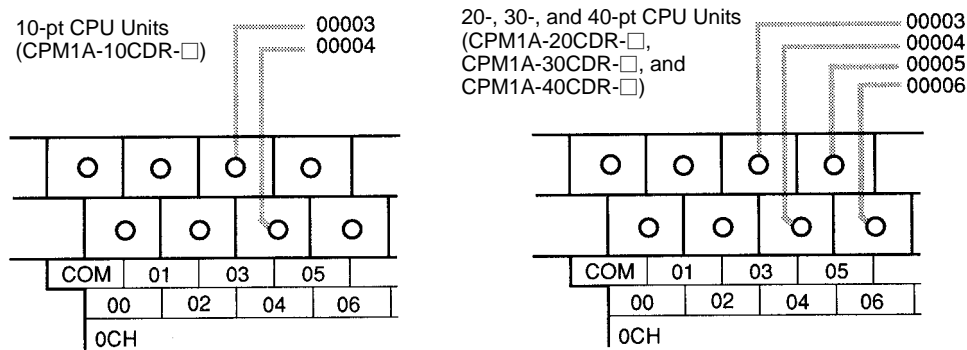 10-pt CPU Units
(CPM1A-10CDR-□)
00003
00004
COM 01 03 05
00 02 04 06
0CH
20-, 30-, and 40-pt CPU Units
(CPM1A-20CDR-□,
CPM1A-30CDR-□, and
CPM1A-40CDR-□)
00003
00004
00005
00006
COM 01 03 05
00 02 04 06
0CH